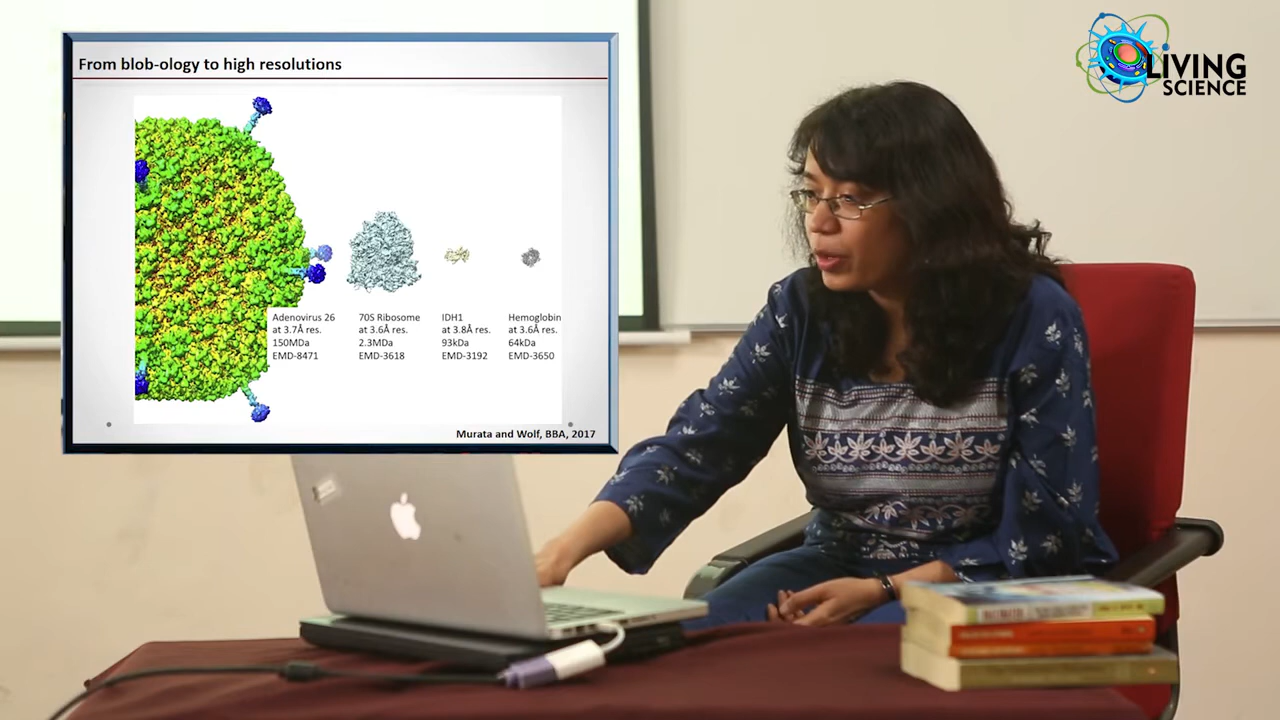 From blob-ology to high resolutions
Adenovirus 26
at 3.7Å res.
150MDa
EMD-8471
70S Ribosome
at 3.6Å res.
2.3MDa
EMD-3618
IDH1
at 3.8Å res.
93kDa
EMD-3192
Hemoglobin
at 3.6Å res.
64kDa
EMD-3650
Murata and Wolf, BBA, 2017
LIVING
SCIENCE